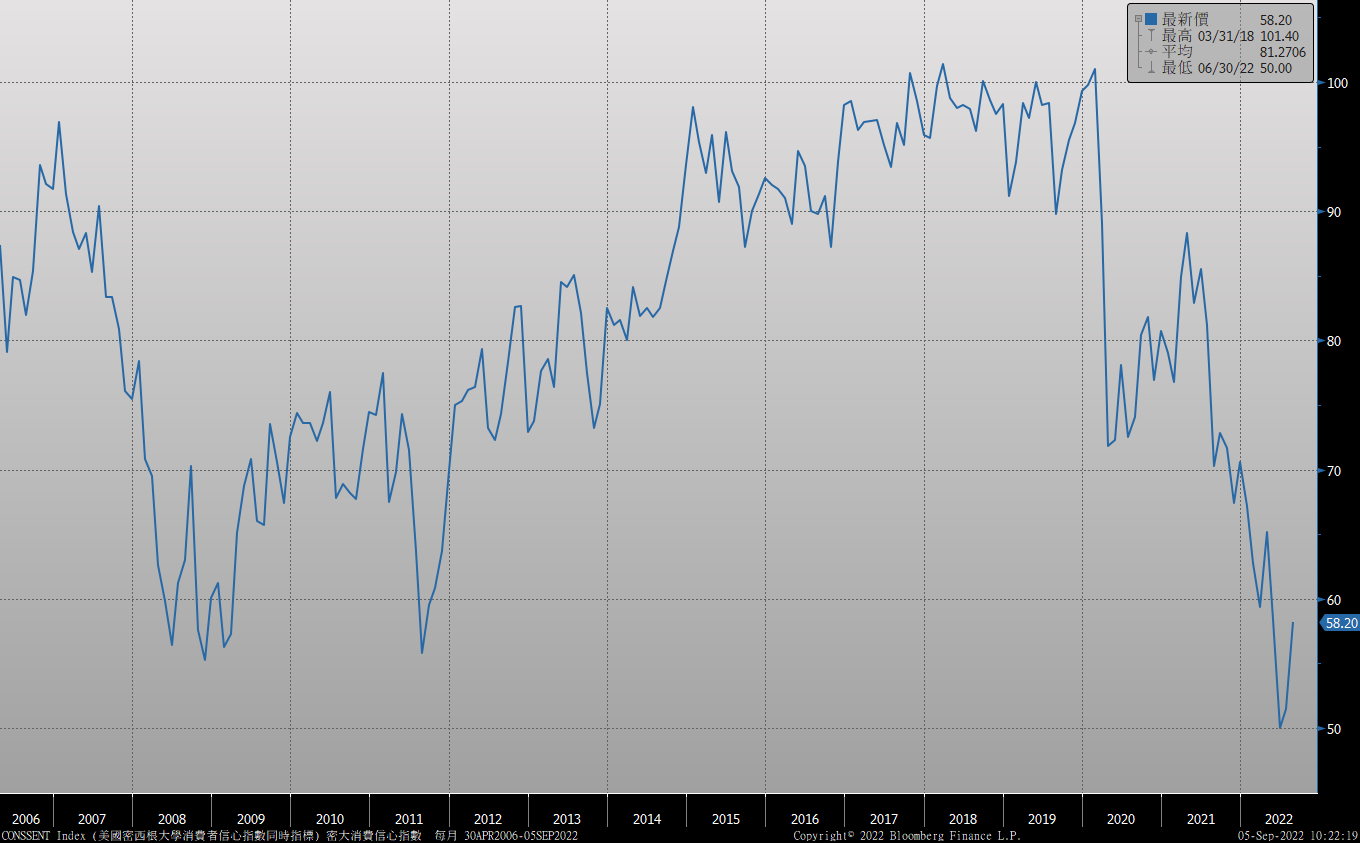 最新價 58.20
最高 03/31/18 101.40
平均 81.2706
最低 06/30/22 50.00
100
90
80
70
60
58.20
50
2006 2007 2008 2009 2010 2011 2012 2013 2014 2015 2016 2017 2018 2019 2020 2021 2022
CONSSENT Index (美國密西根大學消費者信心指數同時指標) 密大消費信心指數 每月 30APR2006-05SEP2022 Copyright© 2022 Bloomberg Finance L.P. 05-Sep-2022 10:22:19